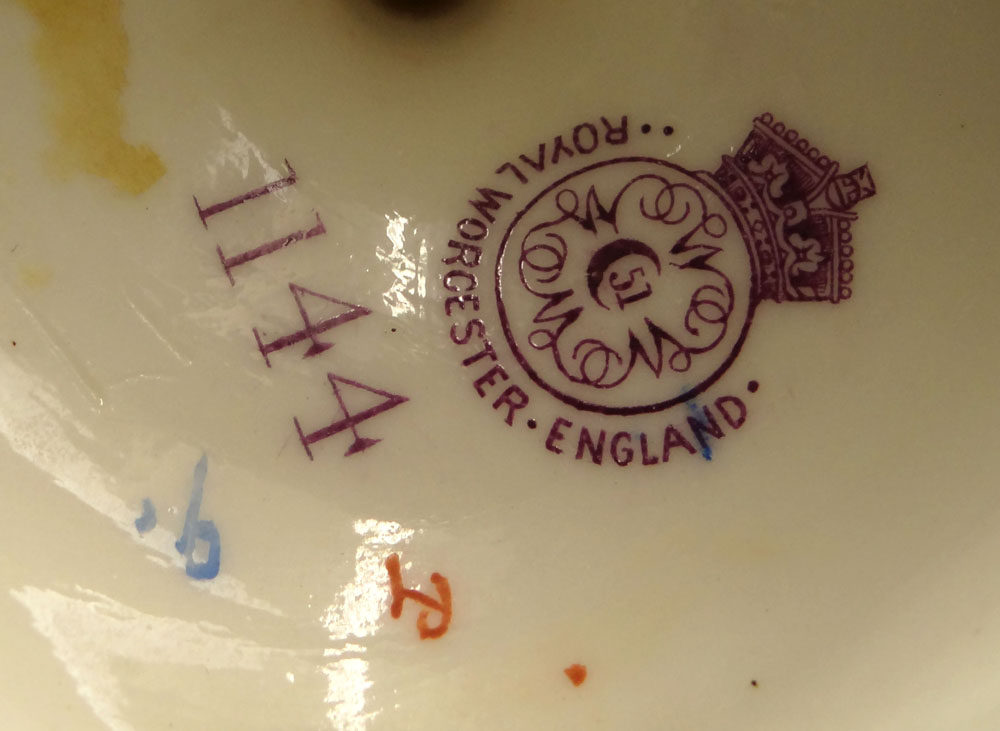 ROYAL WORCESTER · ENGLAND ·
51
1144